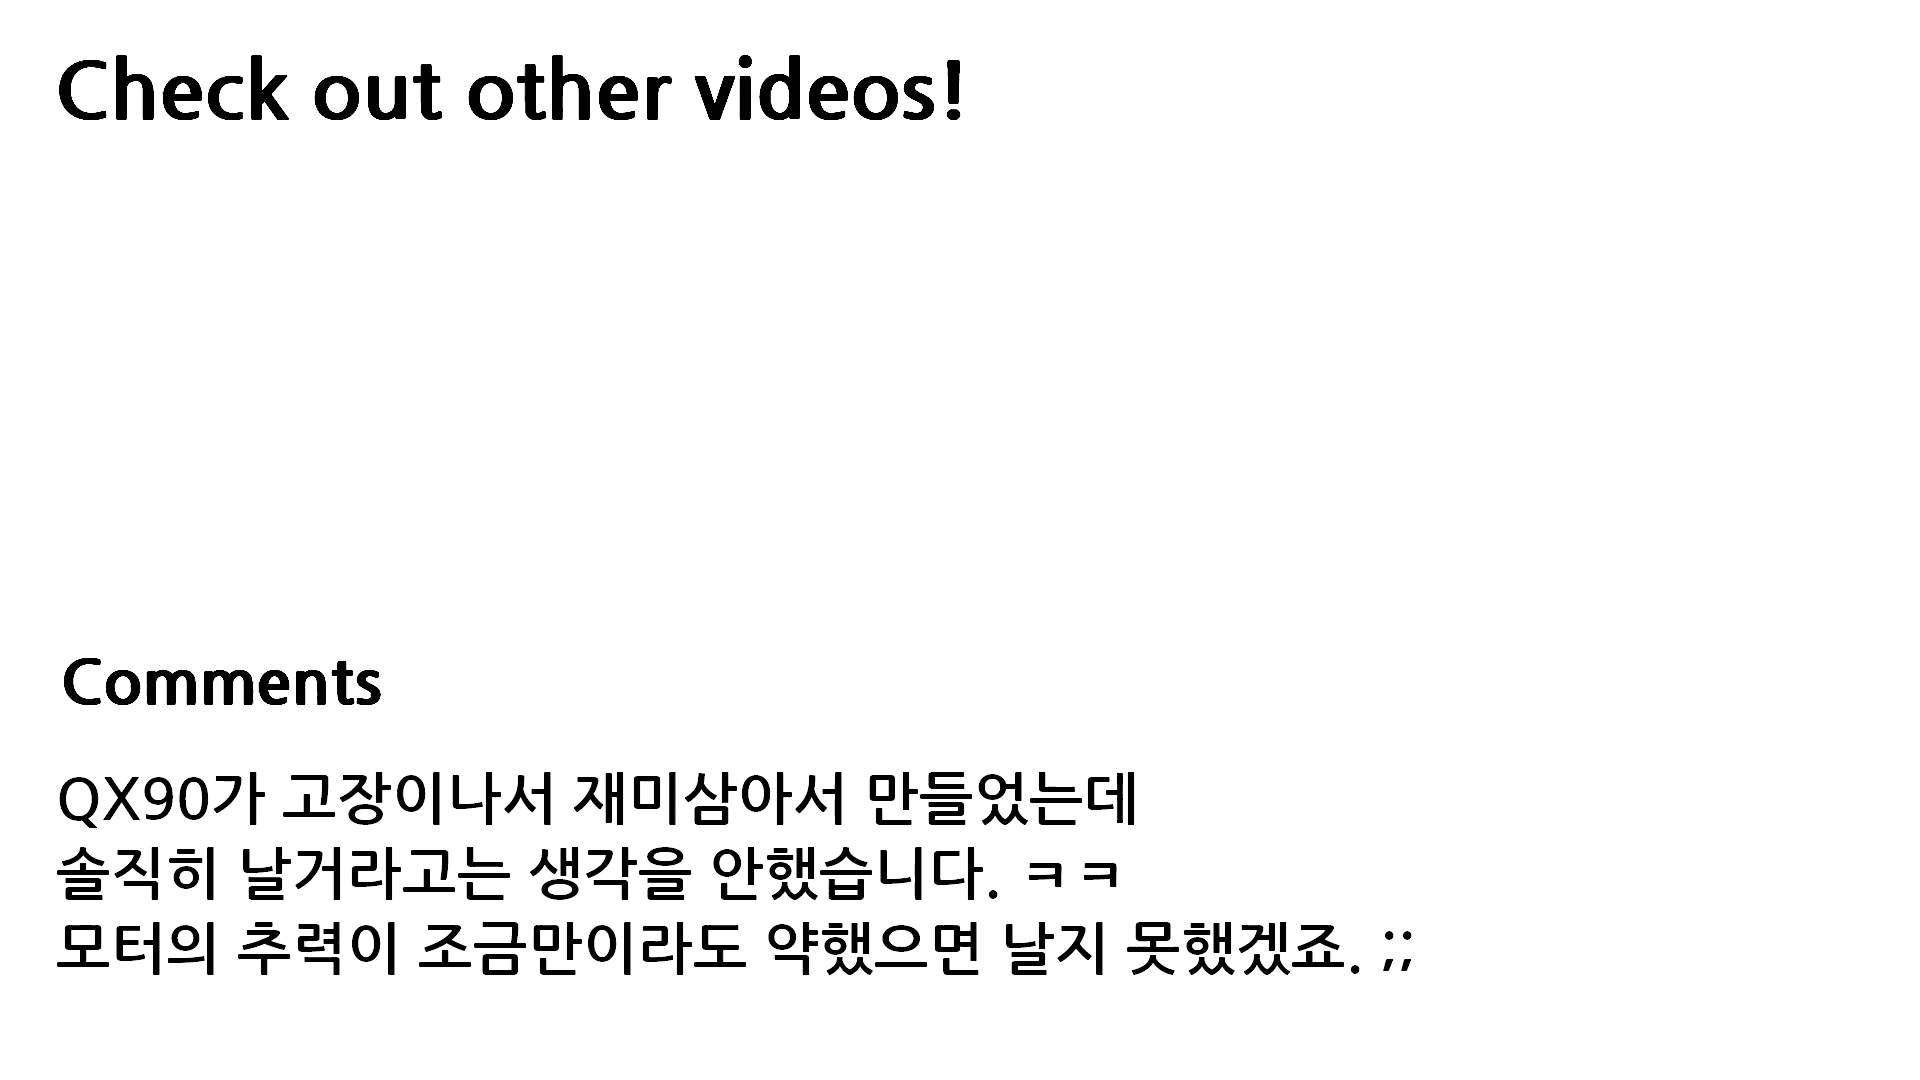 Check out other videos!
Comments
QX90가 고장이나서 재미삼아서 만들었는데
솔직히 날거라고는 생각을 안했습니다. ㅋㅋ
모터의 추력이 조금만이라도 약했으면 날지 못했겠죠. ;;